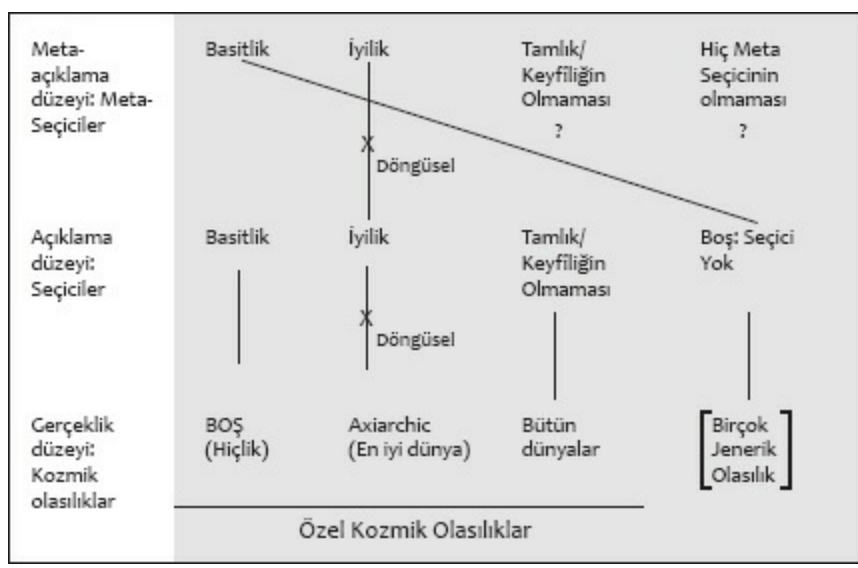 Meta-
açıklama
düzeyi: Meta-
Seçiciler
Basitlik
İyilik
Tamlık/
Keyfîliğin
Olmaması
?
Hiç Meta
Seçicinin
olmaması
?
X
Döngüsel
Açıklama
düzeyi:
Seçiciler
Basitlik
İyilik
Tamlık/
Keyfîliğin
Olmaması
Boş: Seçici
Yok
X
Döngüsel
Gerçeklik
düzeyi:
Kozmik
olasılıklar
BOŞ
(Hiçlik)
Axiarchic
(En iyi dünya)
Bütün
dünyalar
Birçok
Jenerik
Olasılık
Özel Kozmik Olasılıklar